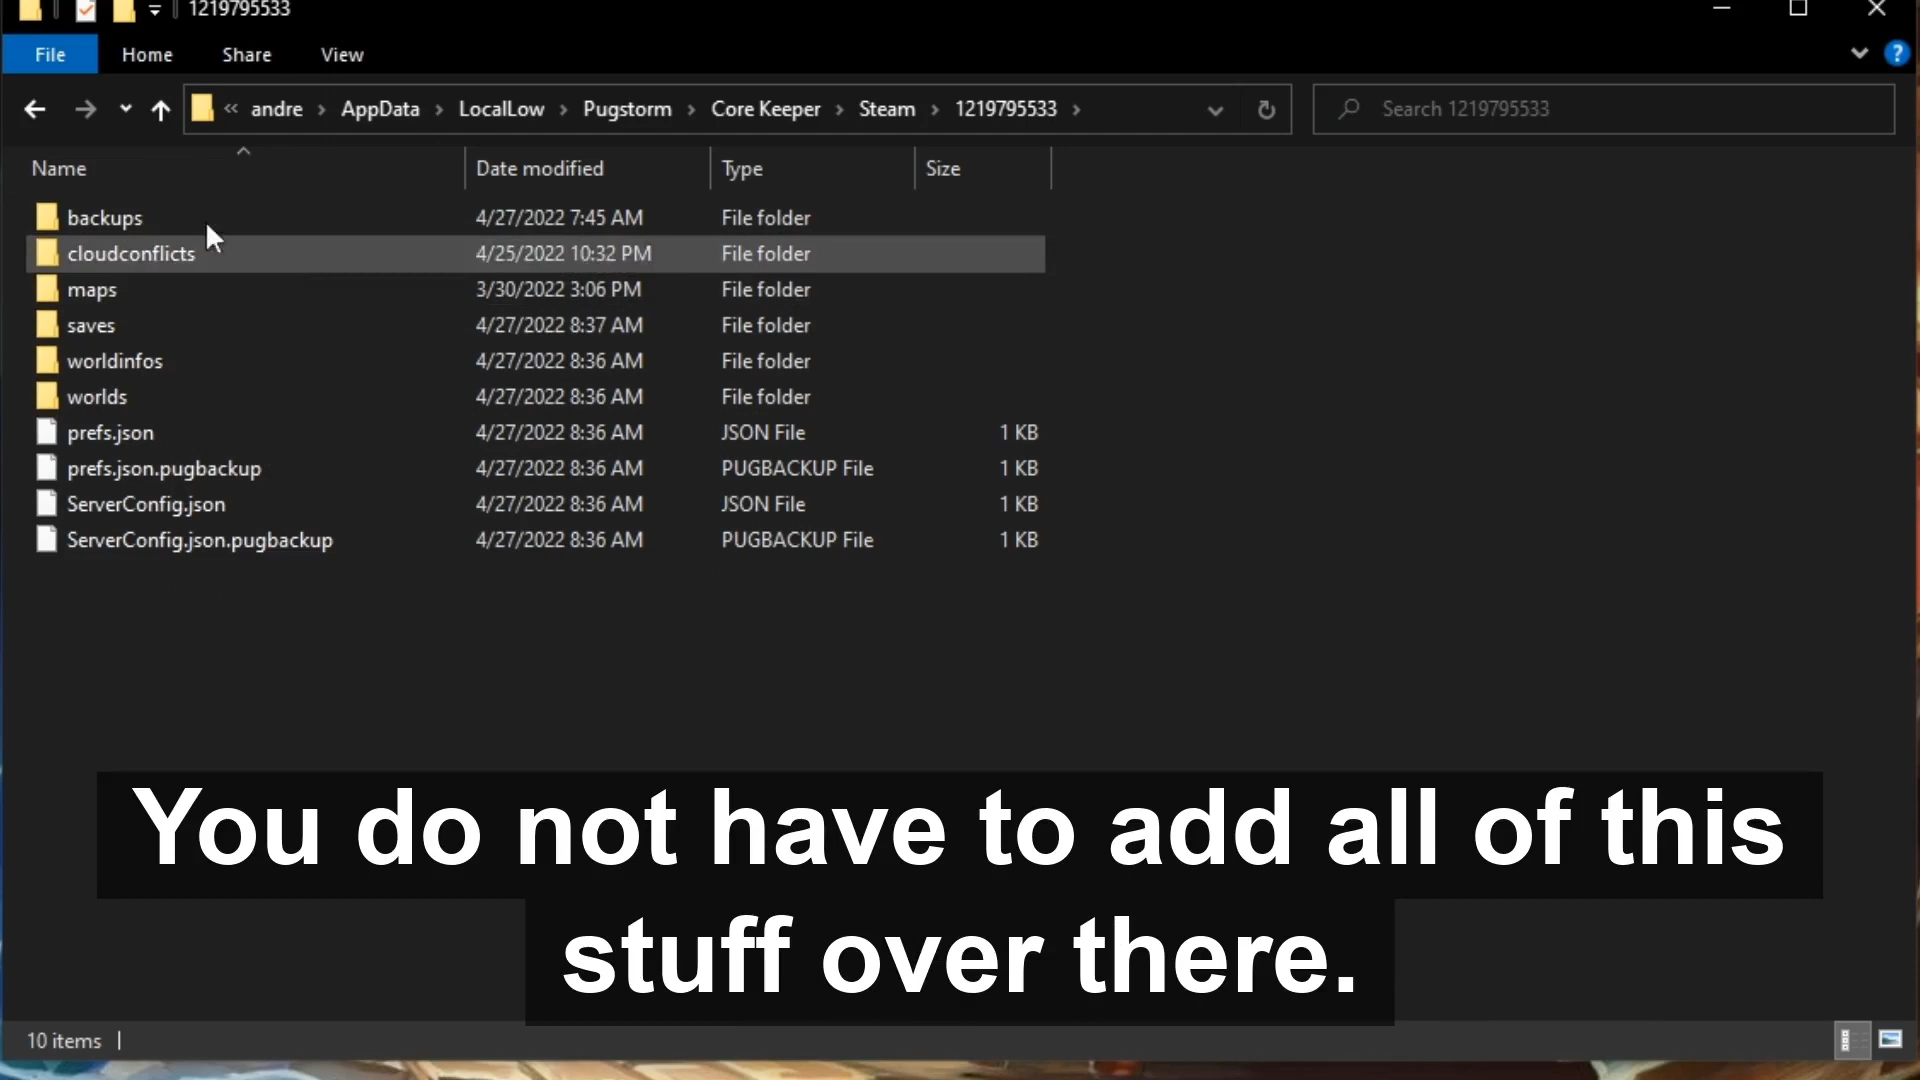 1219795533
File Home Share View
« andre › AppData › LocalLow › Pugstorm › Core Keeper › Steam › 1219795533 › Search 1219795533
Name Date modified Type Size
backups 4/27/2022 7:45 AM File folder
cloudconflicts 4/25/2022 10:32 PM File folder
maps 3/30/2022 3:06 PM File folder
saves 4/27/2022 8:37 AM File folder
worldinfos 4/27/2022 8:36 AM File folder
worlds 4/27/2022 8:36 AM File folder
prefs.json 4/27/2022 8:36 AM JSON File 1 KB
prefs.json.pugbackup 4/27/2022 8:36 AM PUGBACKUP File 1 KB
ServerConfig.json 4/27/2022 8:36 AM JSON File 1 KB
ServerConfig.json.pugbackup 4/27/2022 8:36 AM PUGBACKUP File 1 KB
You do not have to add all of this
stuff over there.
10 items